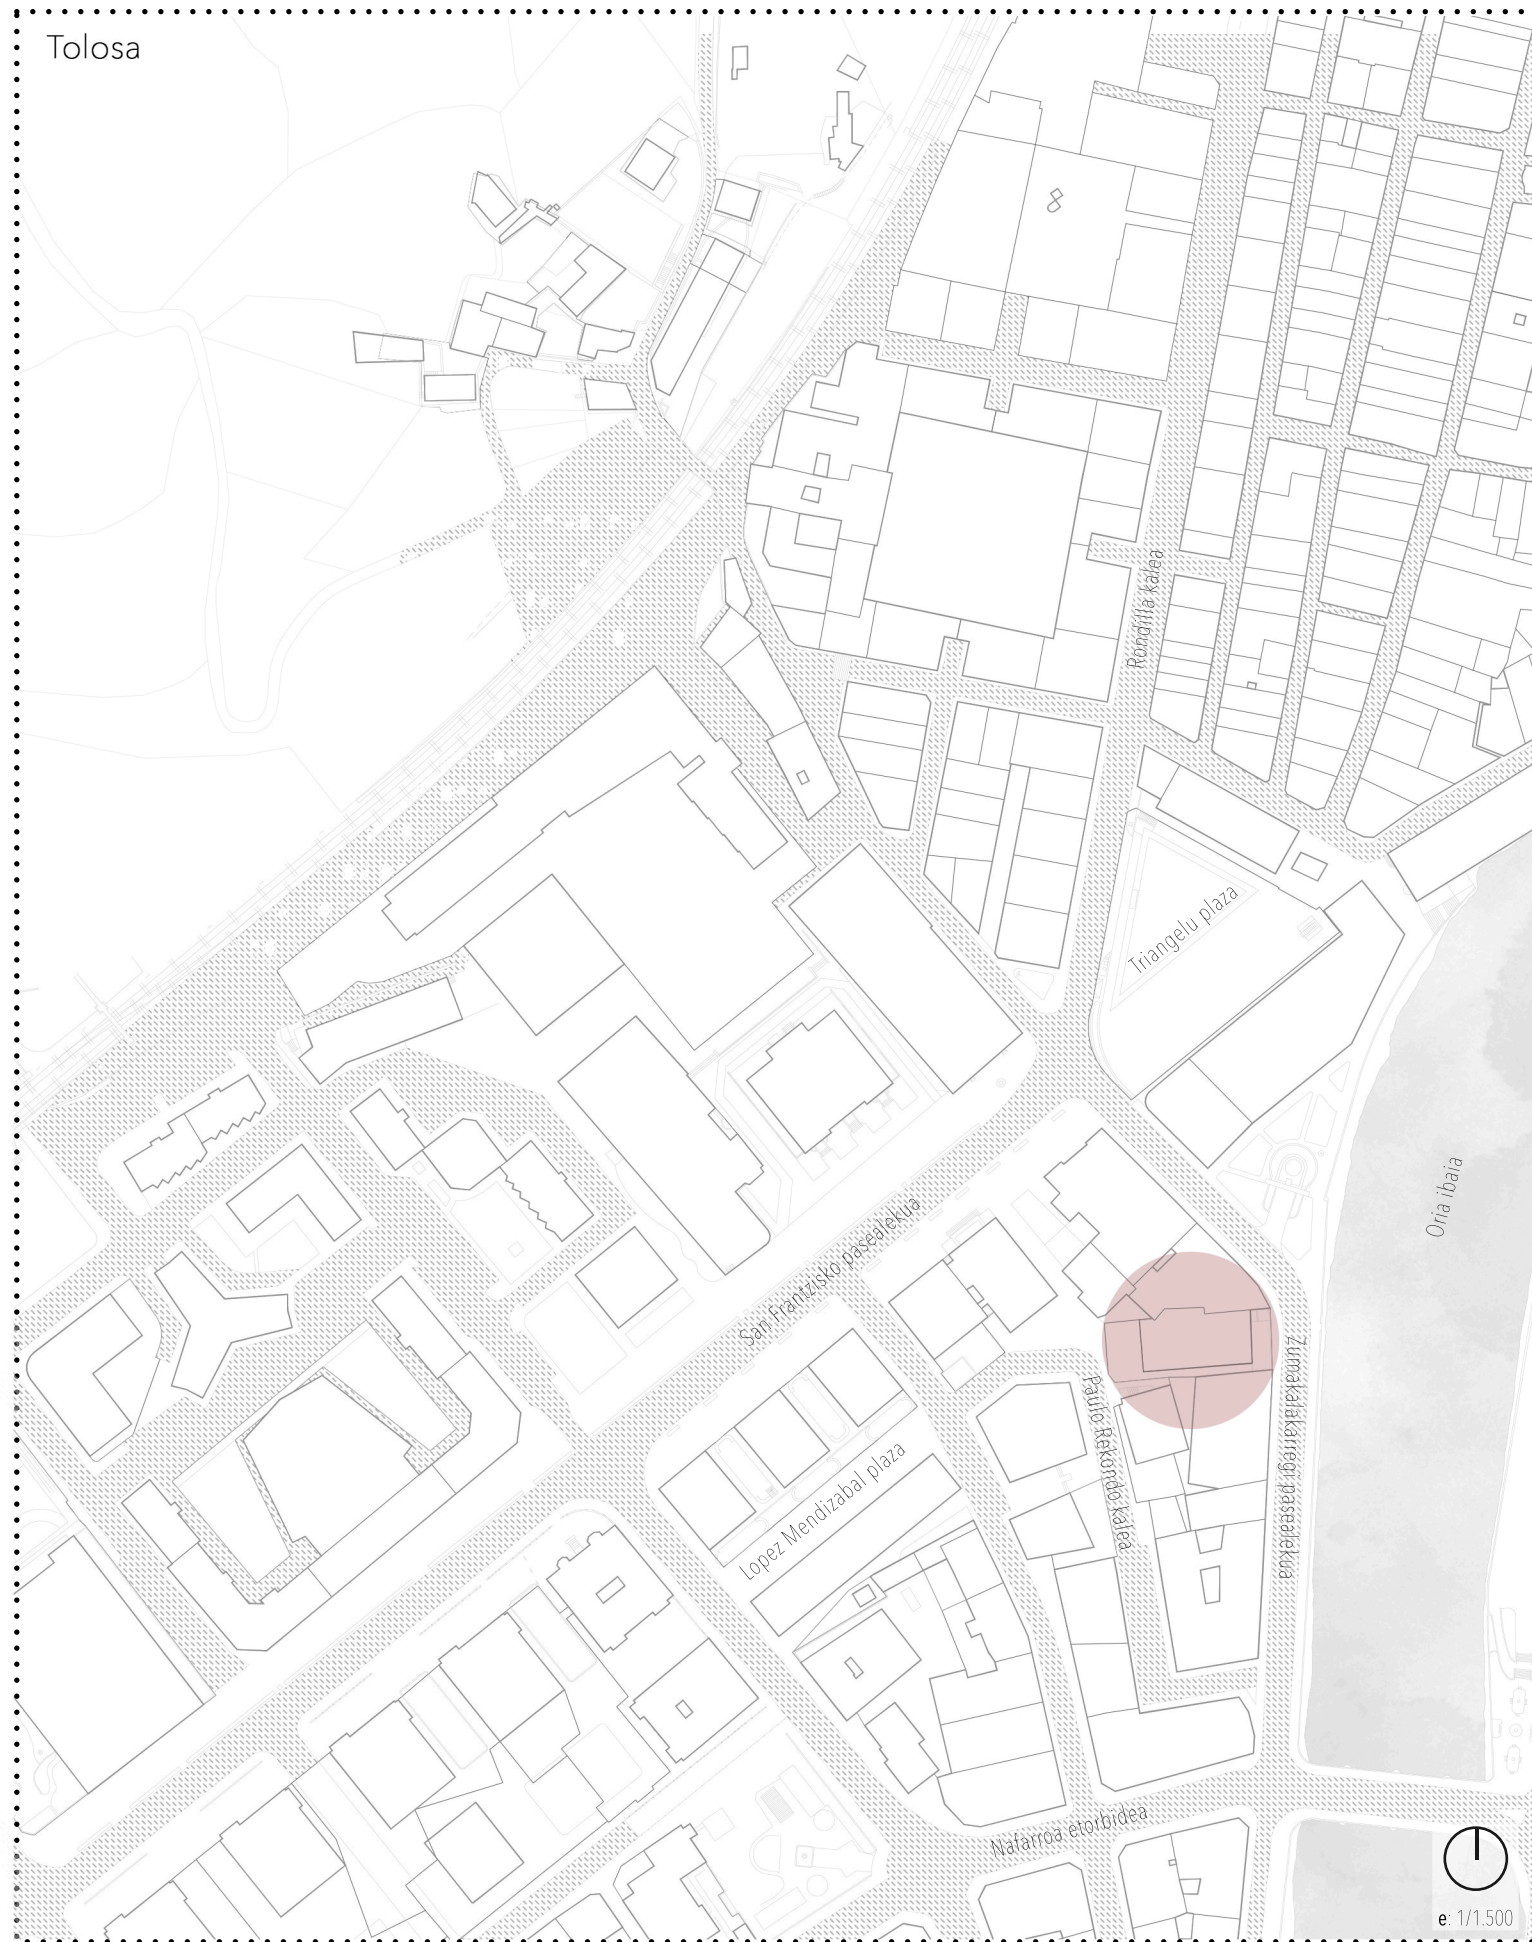 Tolosa
Rondilla kalea
Triangelu plaza
Oria ibaia
San Frantzisko pasealekua
Zumakalakarregi pasealekua
Paulo Rekondo kalea
Lopez Mendizabal plaza
Nafarroa etorbidea
e: 1/1.500